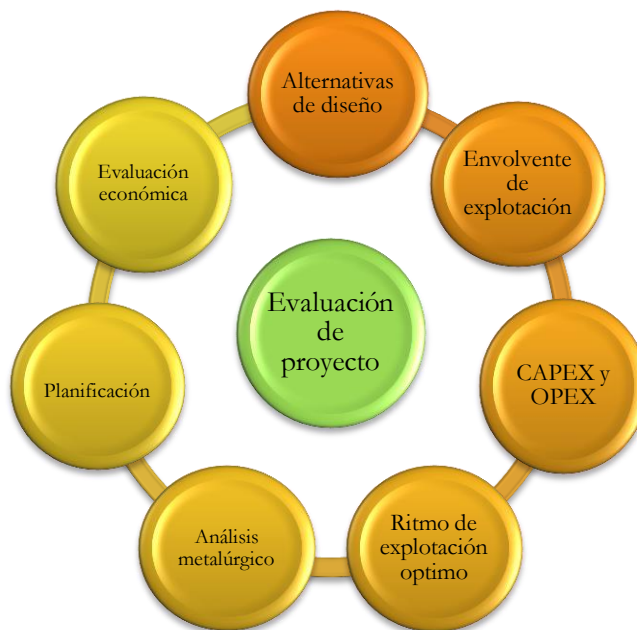 Alternativas
de diseño
Envolvente
de
explotación
CAPEX y
OPEX
Ritmo de
explotación
optimo
Análisis
metalúrgico
Planificación
Evaluación
económica
Evaluación
de
proyecto